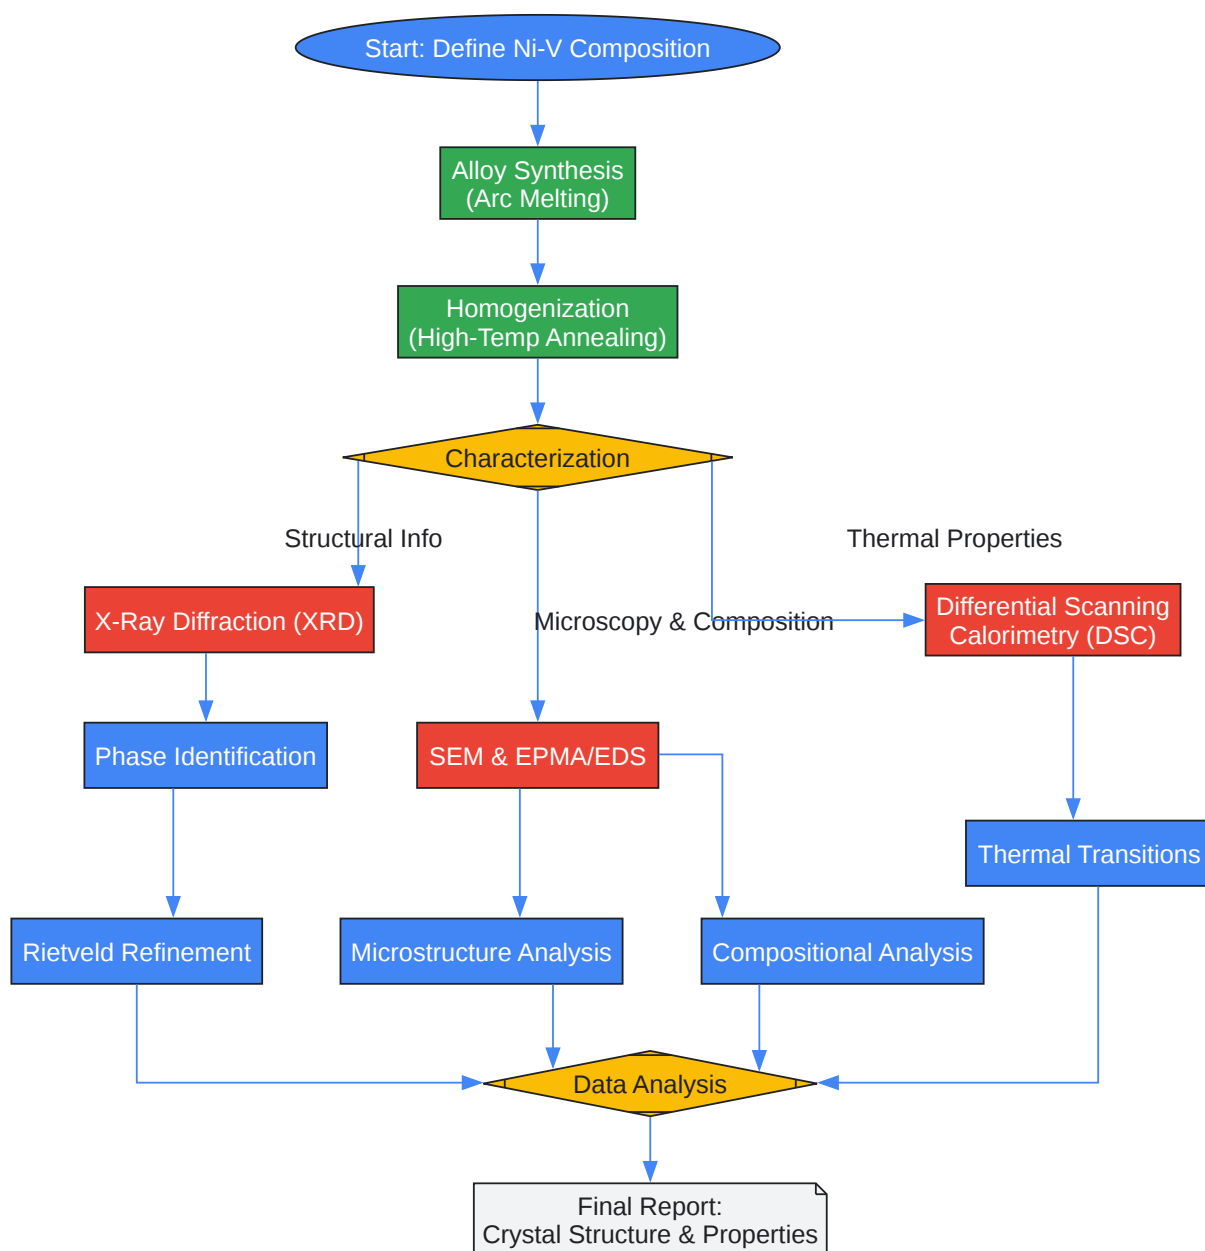 Start: Define Ni-V Composition
Alloy Synthesis
(Arc Melting)
Homogenization
(High-Temp Annealing)
Characterization
Structural Info
Thermal Properties
X-Ray Diffraction (XRD)
Microscopy & Composition
Differential Scanning
Calorimetry (DSC)
Phase Identification
SEM & EPMA/EDS
Thermal Transitions
Rietveld Refinement
Microstructure Analysis
Compositional Analysis
Data Analysis
Final Report:
Crystal Structure & Properties